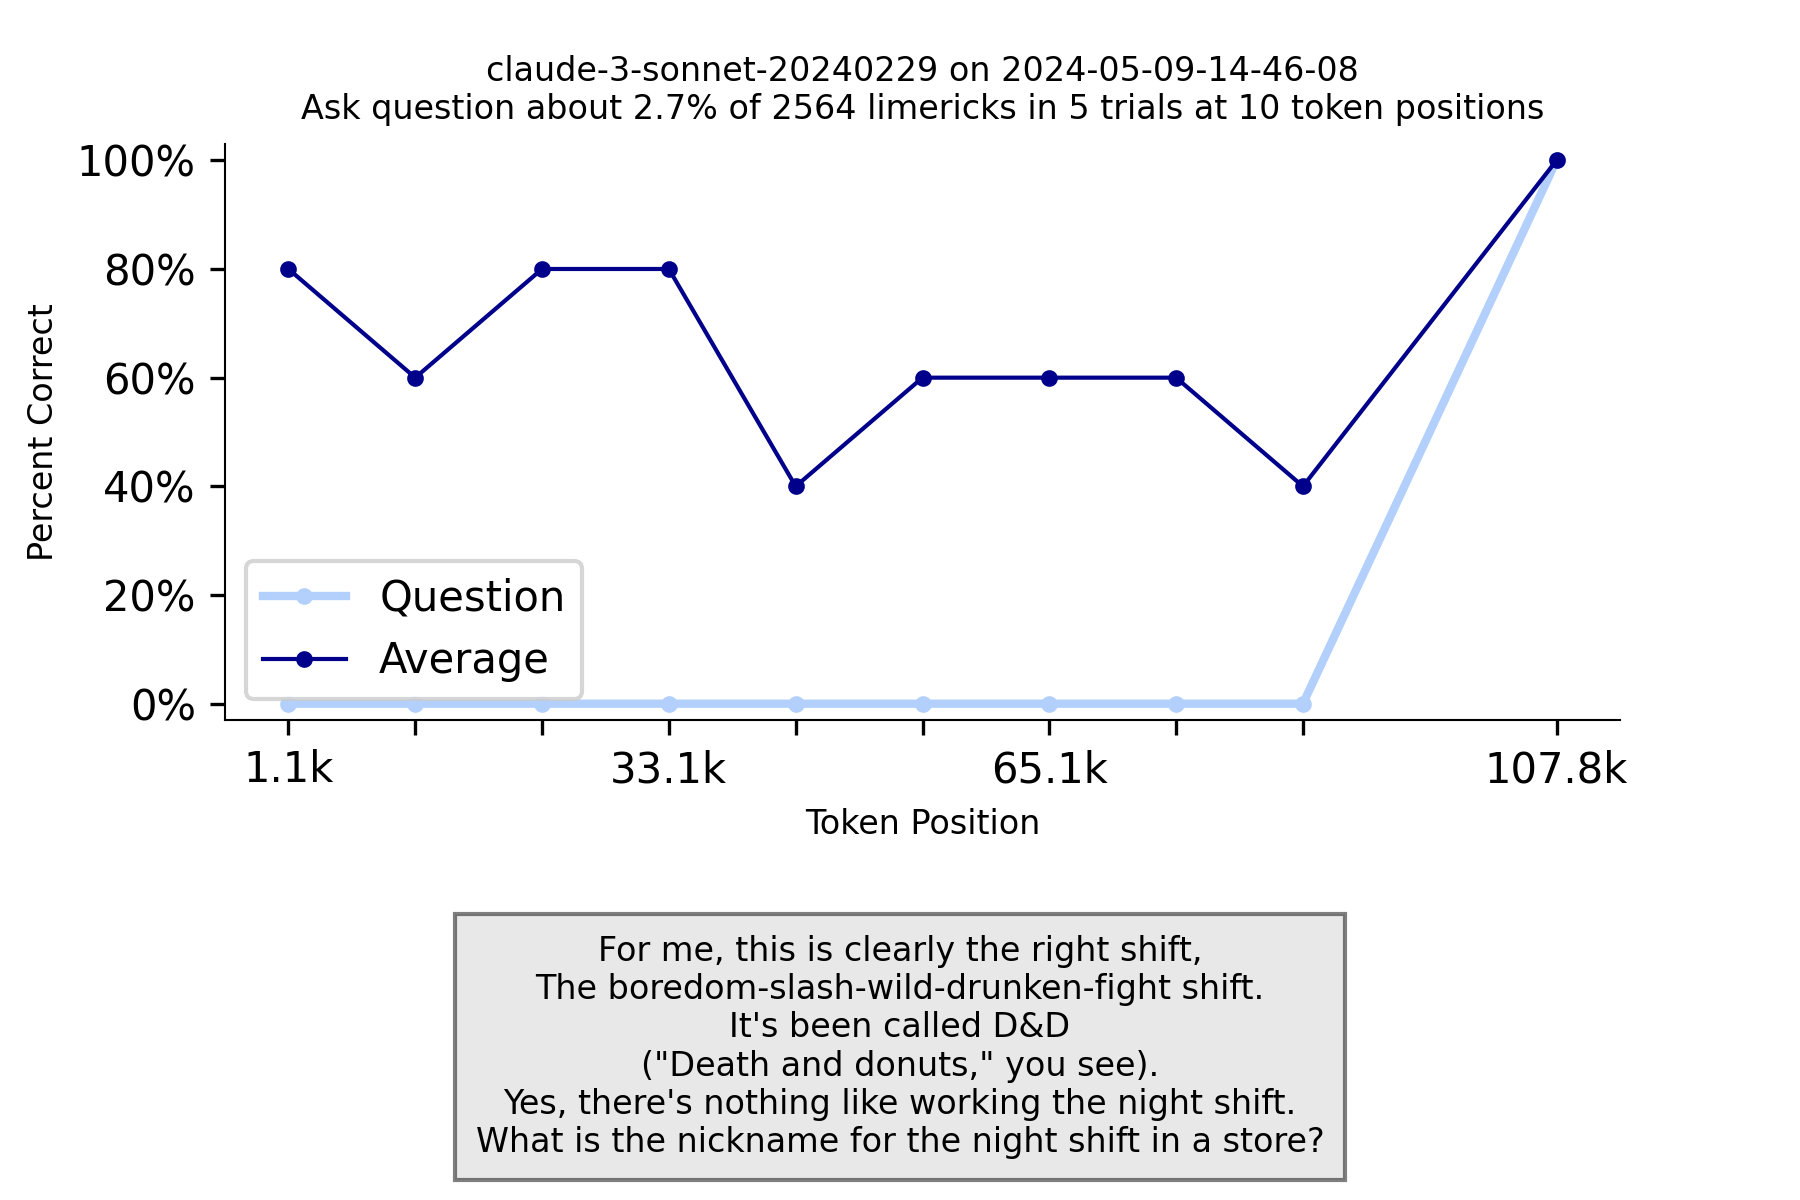 claude-3-sonnet-20240229 on 2024-05-09-14-46-08
Ask question about 2.7% of 2564 limericks in 5 trials at 10 token positions
100%
80%
60%
40%
20%
0%
Percent Correct
Question
Average
1.1k 33.1k 65.1k 107.8k
Token Position
For me, this is clearly the right shift,
The boredom-slash-wild-drunken-fight shift.
It's been called D&D
("Death and donuts," you see).
Yes, there's nothing like working the night shift.
What is the nickname for the night shift in a store?